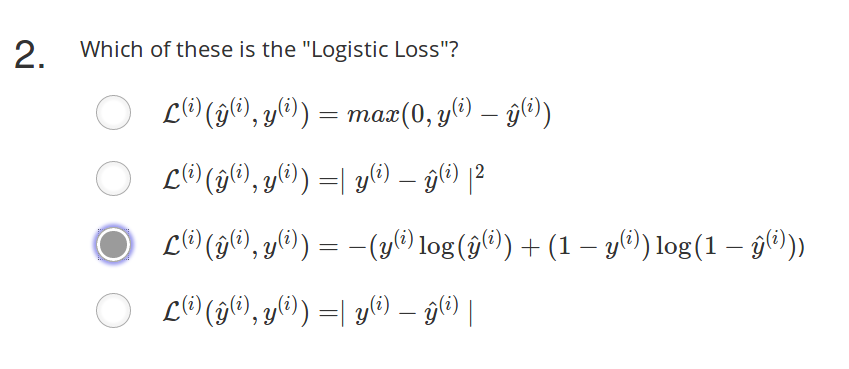 2. Which of these is the "Logistic Loss"?
ℒ⁽ⁱ⁾(ŷ⁽ⁱ⁾, y⁽ⁱ⁾) = max(0, y⁽ⁱ⁾ − ŷ⁽ⁱ⁾)
ℒ⁽ⁱ⁾(ŷ⁽ⁱ⁾, y⁽ⁱ⁾) =| y⁽ⁱ⁾ − ŷ⁽ⁱ⁾ |²
ℒ⁽ⁱ⁾(ŷ⁽ⁱ⁾, y⁽ⁱ⁾) = −(y⁽ⁱ⁾ log(ŷ⁽ⁱ⁾) + (1 − y⁽ⁱ⁾) log(1 − ŷ⁽ⁱ⁾))
ℒ⁽ⁱ⁾(ŷ⁽ⁱ⁾, y⁽ⁱ⁾) =| y⁽ⁱ⁾ − ŷ⁽ⁱ⁾ |